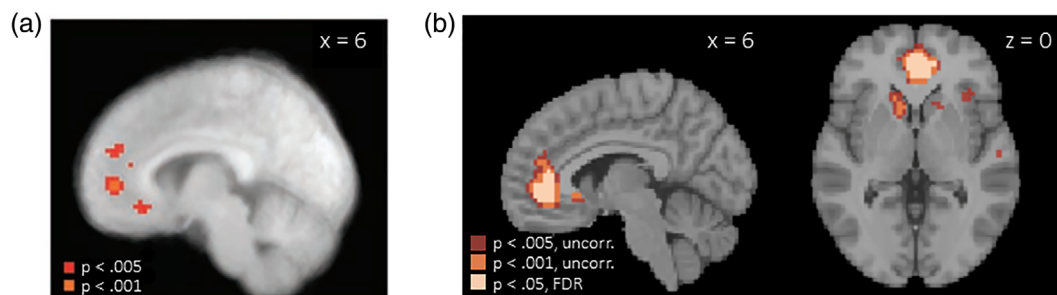 (a)
x = 6
p < .005
p < .001
(b)
x = 6
z = 0
p < .005, uncorr.
p < .001, uncorr.
p < .05, FDR